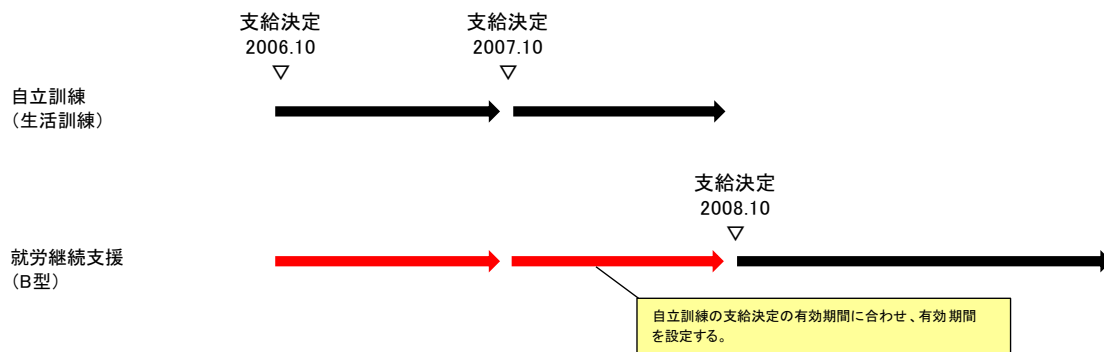 支給決定
2006.10
▽
支給決定
2007.10
▽
自立訓練
（生活訓練）
支給決定
2008.10
▽
就労継続支援
（B型）
自立訓練の支給決定の有効期間に合わせ、有効期間
を設定する。